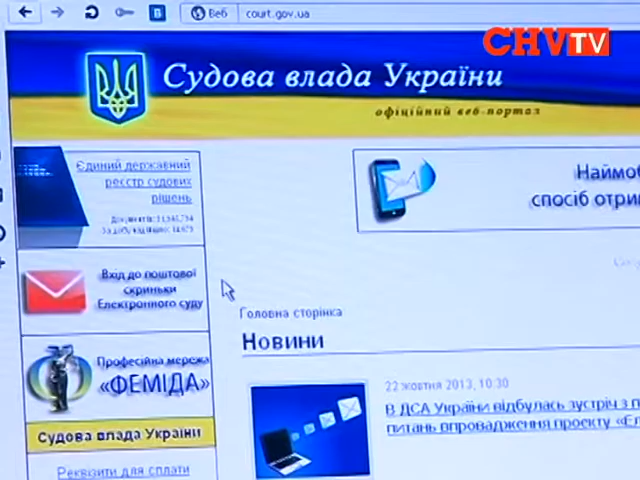 Веб court.gov.ua
CHV TV
Судова влада України
офіційний веб-портал
Єдиний державний
реєстр судових
рішень
Вхід до поштової
скриньки
Електронного суду
Професійна мережа
«ФЕМІДА»
Судова влада України
Реквізити для сплати
спосіб отри
Головна сторінка
Новини
22 жовтня 2013, 10:30
В ДСА України відбулась зустріч з п
питань впровадження проекту «Ел